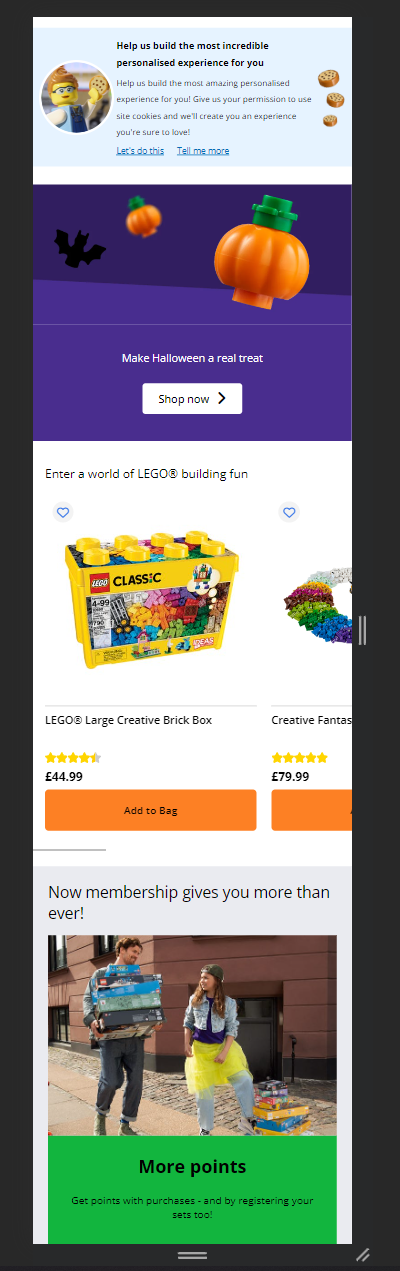 Help us build the most incredible
personalised experience for you
Help us build the most amazing personalised
experience for you! Give us your permission to use
site cookies and we'll create you an experience
you're sure to love!
Let's do this Tell me more
Make Halloween a real treat
Shop now
Enter a world of LEGO® building fun
LEGO
CLASSIC
4-99
790
IDEAS
LEGO® Large Creative Brick Box
Creative Fantas
£44.99
£79.99
Add to Bag
Now membership gives you more than
ever!
More points
Get points with purchases - and by registering your
sets too!